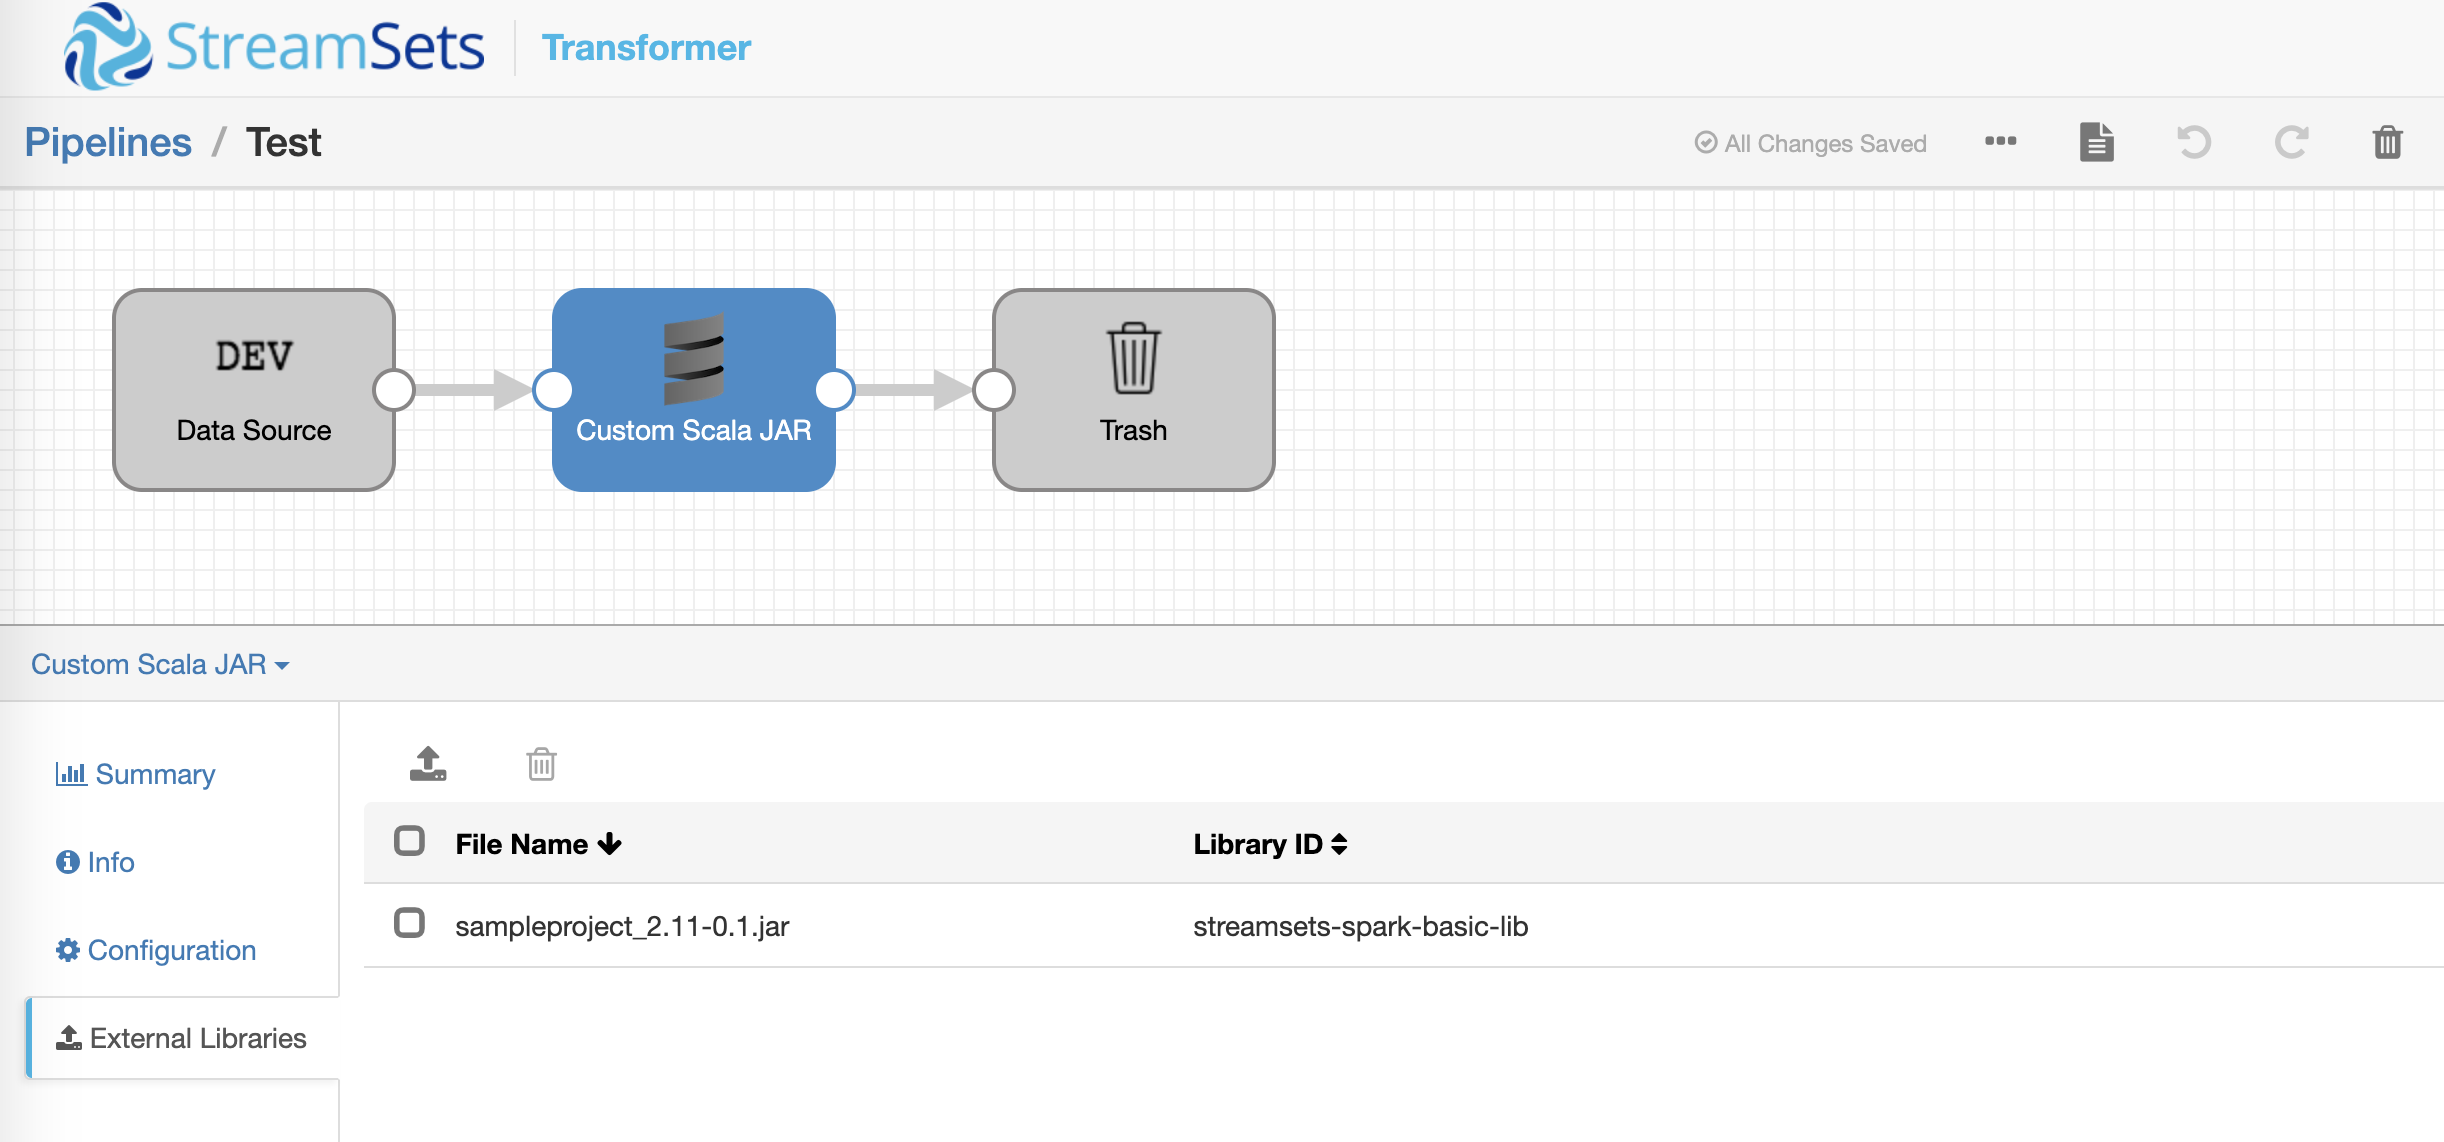 StreamSets
Transformer
Pipelines / Test
All Changes Saved
DEV
Data Source
Custom Scala JAR
Trash
Custom Scala JAR
Summary
Info
Configuration
External Libraries
File Name
Library ID
sampleproject_2.11-0.1.jar
streamsets-spark-basic-lib